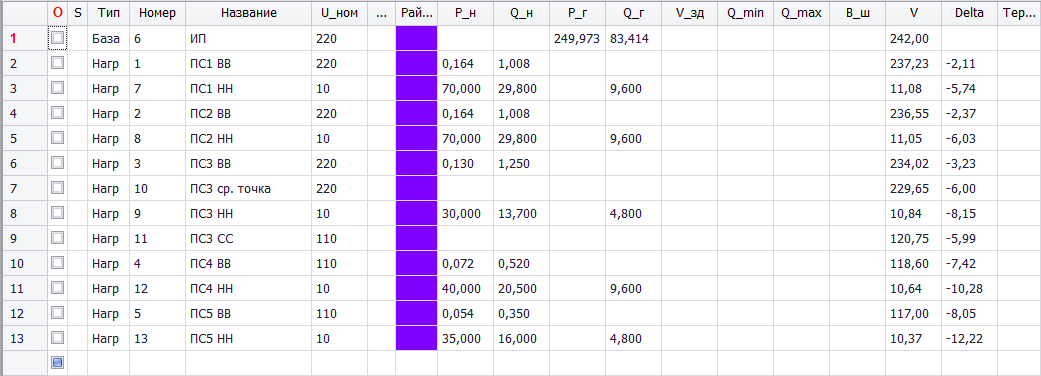 O S Тип Номер Название U_ном ... Рай... P_н Q_н P_г Q_г V_зд Q_min Q_max B_ш V Delta Тер...
1 База 6 ИП 220 249,973 83,414 242,00
2 Нагр 1 ПС1 ВВ 220 0,164 1,008 237,23 -2,11
3 Нагр 7 ПС1 НН 10 70,000 29,800 9,600 11,08 -5,74
4 Нагр 2 ПС2 ВВ 220 0,164 1,008 236,55 -2,37
5 Нагр 8 ПС2 НН 10 70,000 29,800 9,600 11,05 -6,03
6 Нагр 3 ПС3 ВВ 220 0,130 1,250 234,02 -3,23
7 Нагр 10 ПС3 ср. точка 220 229,65 -6,00
8 Нагр 9 ПС3 НН 10 30,000 13,700 4,800 10,84 -8,15
9 Нагр 11 ПС3 СС 110 120,75 -5,99
10 Нагр 4 ПС4 ВВ 110 0,072 0,520 118,60 -7,42
11 Нагр 12 ПС4 НН 10 40,000 20,500 9,600 10,64 -10,28
12 Нагр 5 ПС5 ВВ 110 0,054 0,350 117,00 -8,05
13 Нагр 13 ПС5 НН 10 35,000 16,000 4,800 10,37 -12,22